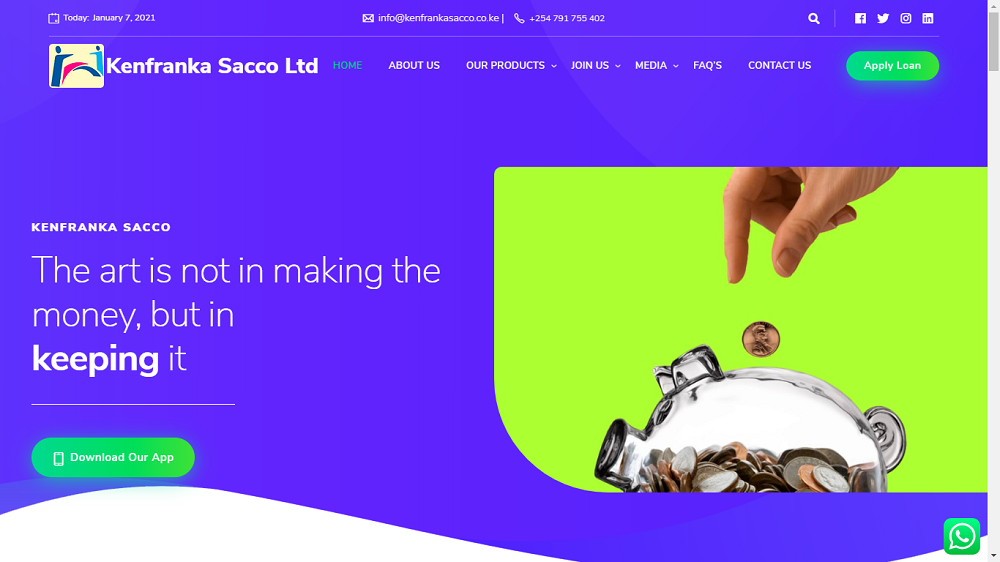 Today: January 7, 2021
info@kenfrankasacco.co.ke |
+254 791 755 402
Kenfranka Sacco Ltd
HOME
ABOUT US
OUR PRODUCTS
JOIN US
MEDIA
FAQ'S
CONTACT US
Apply Loan
KENFRANKA SACCO
The art is not in making the
money, but in
keeping it
Download Our App